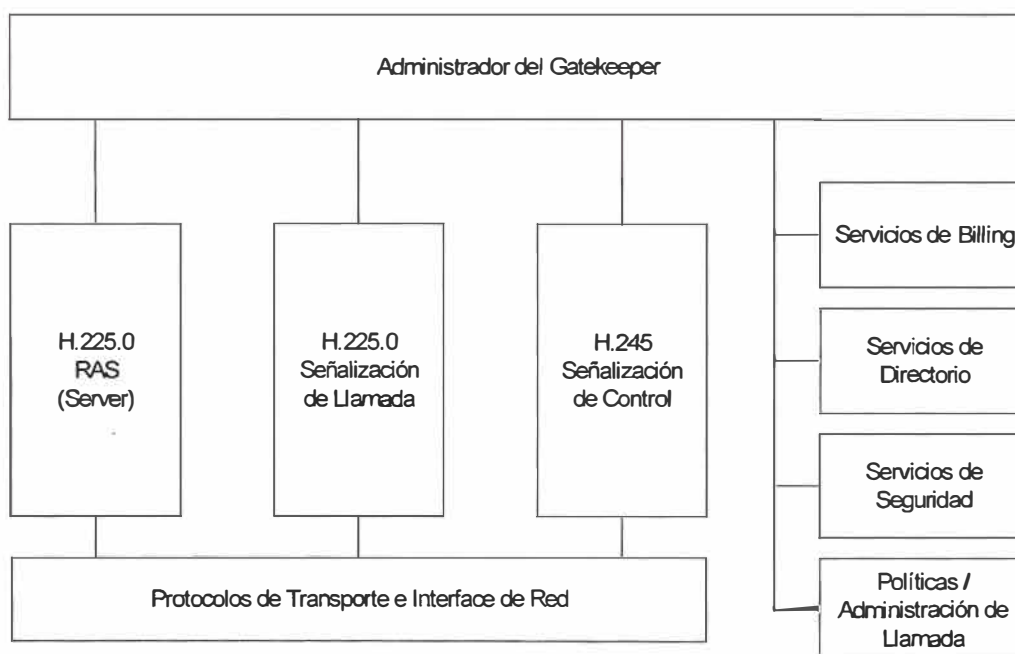 Administrador del Gatekeeper
H.225.0
RAS
(Server)
H.225.0
Señalización
de Llamada
H.245
Señalización
de Control
Servicios de Billing
Servicios de
Directorio
Servicios de
Seguridad
Políticas /
Administración de
Llamada
Protocolos de Transporte e Interface de Red